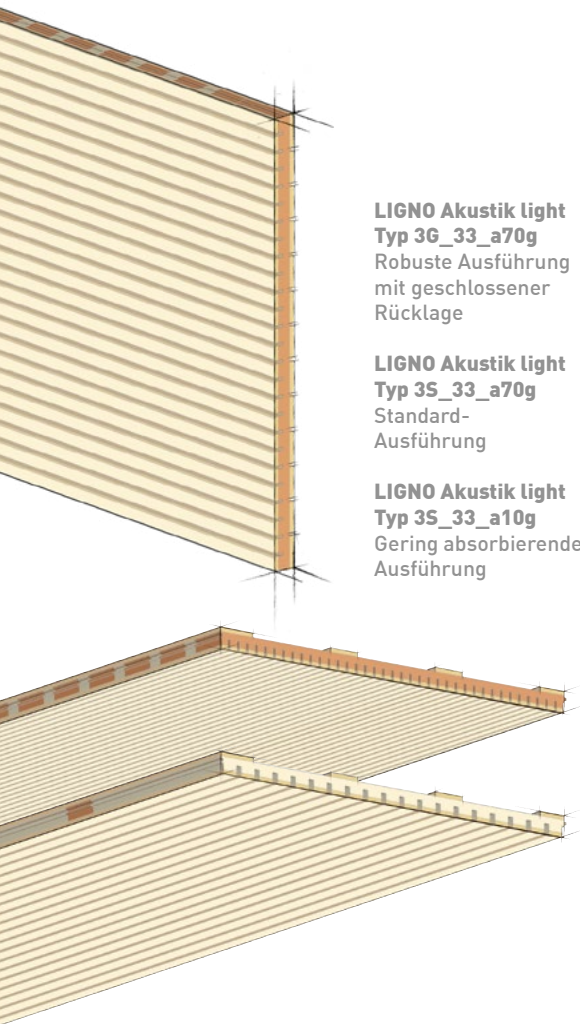 LIGNO Akustik light
Typ 3G_33_a70g
Robuste Ausführung
mit geschlossener
Rücklage
LIGNO Akustik light
Typ 3S_33_a70g
Standard-
Ausführung
LIGNO Akustik light
Typ 3S_33_a10g
Gering absorbierende
Ausführung